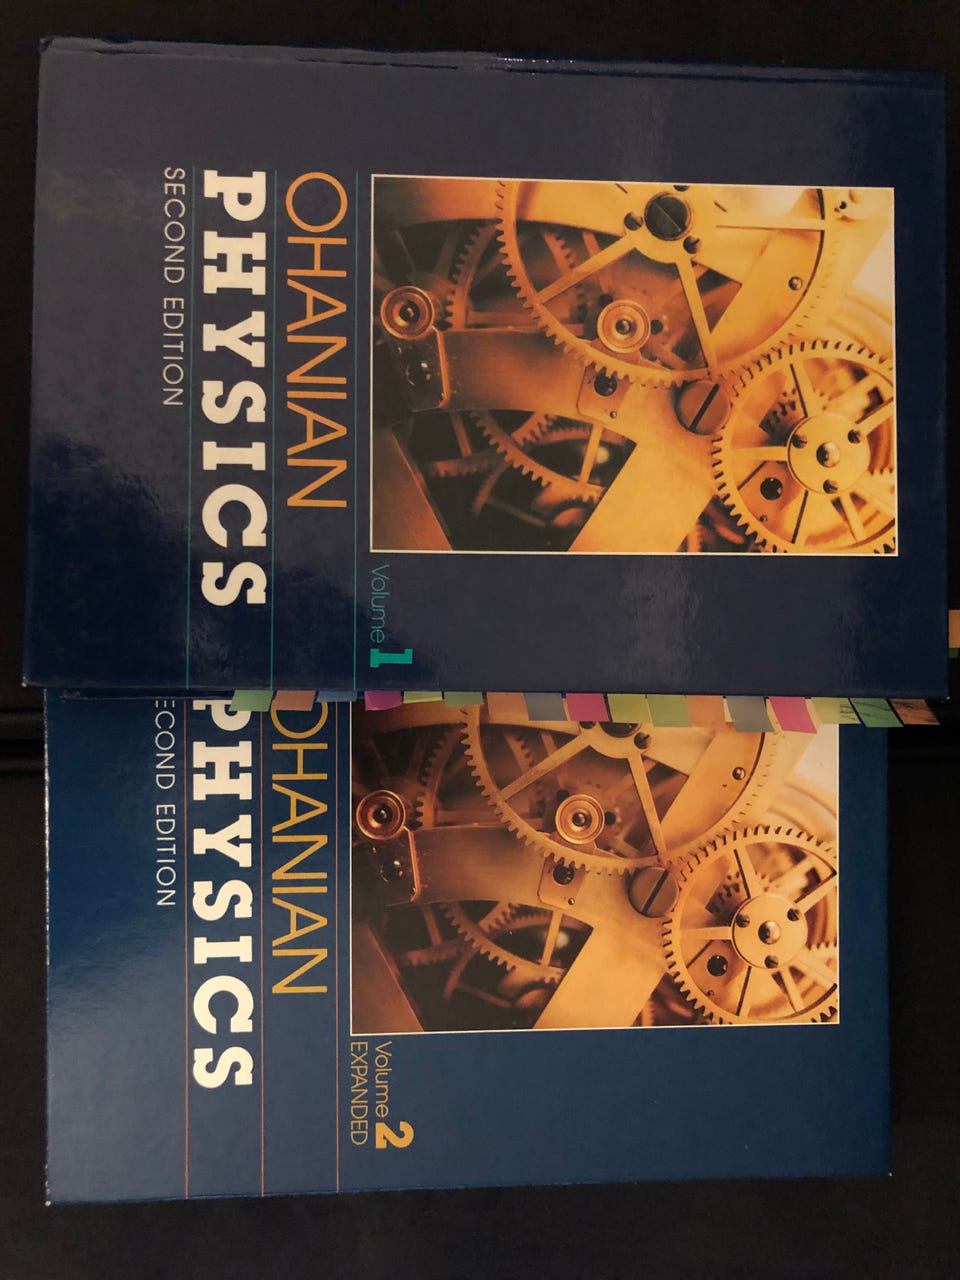 Volume 1
OHANIAN
PHYSICS
SECOND EDITION
Volume 2
EXPANDED
OHANIAN
PHYSICS
ECOND EDITION